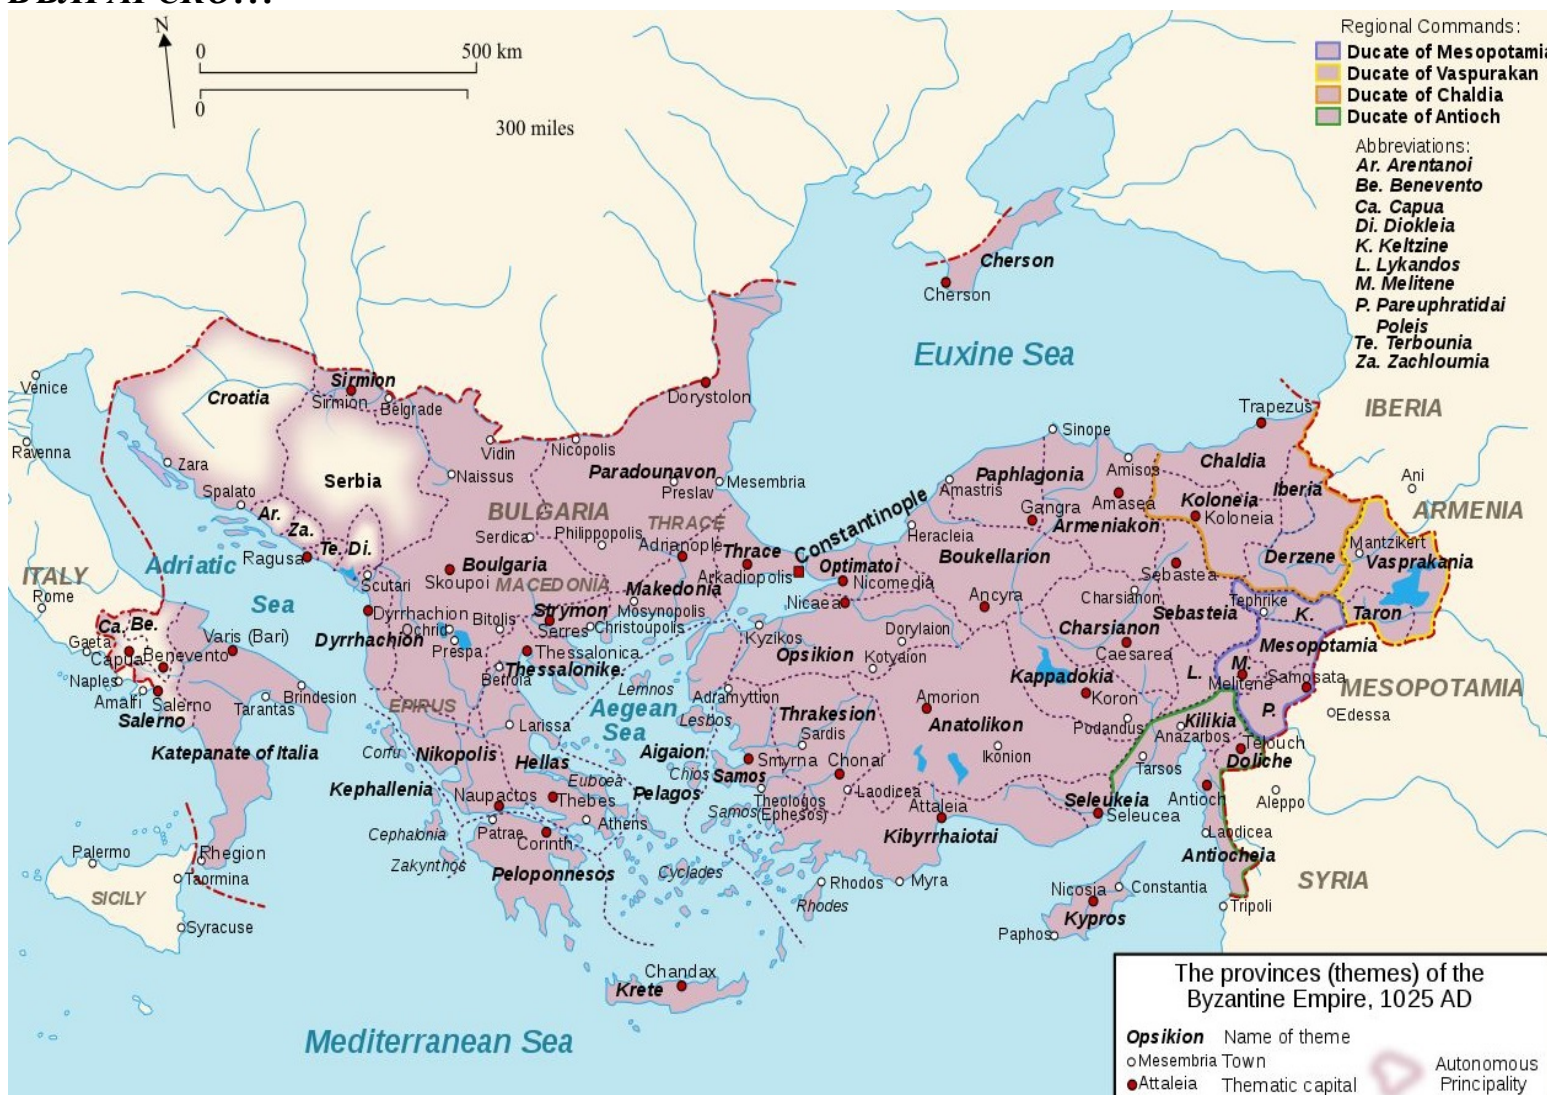 БЪЛГАРСКО...
N
0
500 km
0
300 miles
Regional Commands:
Ducate of Mesopotamia
Ducate of Vaspurakan
Ducate of Chaldia
Ducate of Antioch
Abbreviations:
Ar. Arentanoi
Be. Benevento
Ca. Capua
Di. Diokleia
K. Keltzine
L. Lykandos
M. Melitene
P. Pareuphratidai
Poleis
Te. Terbounia
Za. Zachloumia
Cherson
Cherson
Euxine Sea
Venice
Ravenna
Croatia
Sirmion
Sirmion
Belgrade
Dorystolon
Trapezus
IBERIA
Zara
Spalato
Serbia
Vidin
Nicopolis
Naissus
Paradounavon
Preslav
Mesembria
Sinope
Amisos
Paphlagonia
Amastris
Chaldia
Iberia
Ani
ARMENIA
Ar.
Za.
Te.
Di.
Ragusa
BULGARIA
THRACE
Serdica
Philippopolis
Adrianople
Thrace
Arkadiopolis
Constantinople
Heracleia
Gangra
Amasea
Armeniakon
Koloneia
Koloneia
Derzene
Mantzikert
Vasprakania
ITALY
Rome
Adriatic
Sea
Scutari
Skoupoi
Boulgaria
MACEDONIA
Makedonia
Mosynopolis
Optimatoi
Nicomedia
Nicaea
Boukellarion
Ancyra
Charsianon
Sebastea
Sebasteia
Tephrike
K.
Taron
Ca.
Be.
Gaeta
Capua
Benevento
Varis (Bari)
Dyrrhachion
Dyrrhachion
Ochrid
Prespa
Bitolis
Strymon
Serres
Christoupolis
Thessalonica
Thessalonike
Berroia
Kyzikos
Opsikion
Dorylaion
Kotyaion
Charsianon
Caesarea
Mesopotamia
M.
Melitene
Samosata
L.
MESOPOTAMIA
Naples
Amalfi
Salerno
Salerno
Tarantas
Brindesion
EPIRUS
Lemnos
Adramyttion
Aegean
Sea
Lesbos
Thrakesion
Sardis
Amorion
Anatolikon
Kappadokia
Koron
Podandus
Kilikia
Anazarbos
P.
Edessa
Katepanate of Italia
Larissa
Corfu
Nikopolis
Hellas
Aigaion
Pelagos
Chios
Samos
Smyrna
Chonai
Ikonion
Tarsos
Telouch
Doliche
Kephallenia
Naupactos
Euboea
Thebes
Athens
Samos
Theologos
(Ephesos)
Laodicea
Attaleia
Kibyrrhaiotai
Seleukeia
Seleucea
Antioch
Aleppo
Cephalonia
Patrae
Corinth
Laodicea
Antiocheia
Palermo
Rhegion
Taormina
SICILY
Zakynthos
Peloponnesos
Cyclades
Rhodos
Rhodes
Myra
Nicosia
Constantia
Kypros
Paphos
SYRIA
Tripoli
Syracuse
Chandax
Krete
Mediterranean Sea
The provinces (themes) of the
Byzantine Empire, 1025 AD
Opsikion Name of theme
Mesembria Town
Attaleia Thematic capital
Autonomous
Principality